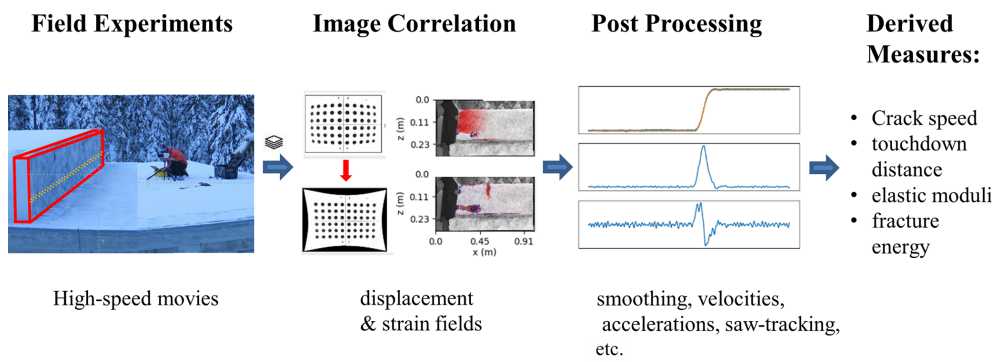 Field Experiments
Image Correlation
Post Processing
Derived
Measures:
0.0
0.11
0.23
z (m)
0.0
0.11
0.23
z (m)
0.0
0.45
0.91
x (m)
• Crack speed
• touchdown
distance
• elastic moduli
• fracture
energy
High-speed movies
displacement
& strain fields
smoothing, velocities,
accelerations, saw-tracking,
etc.